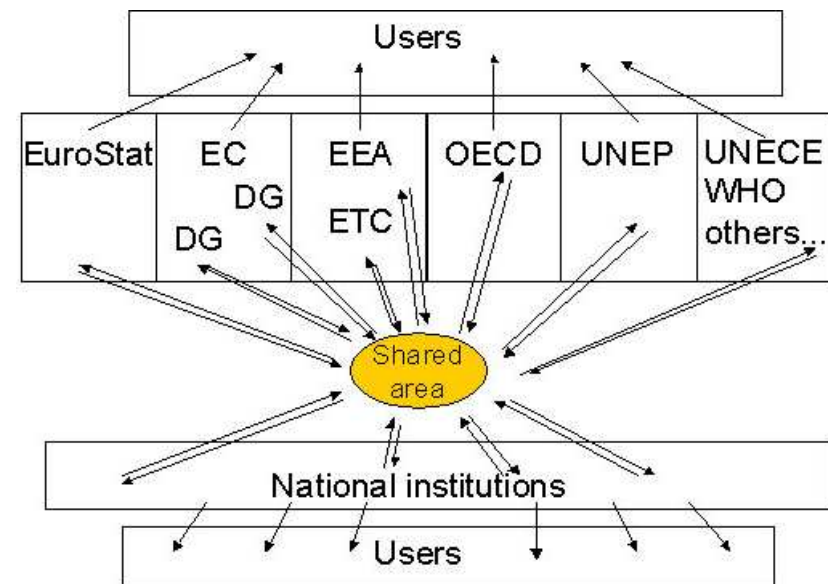 Users
EuroStat
EC
DG
DG
EEA
ETC
OECD
UNEP
UNECE
WHO
others...
Shared
area
National institutions
Users